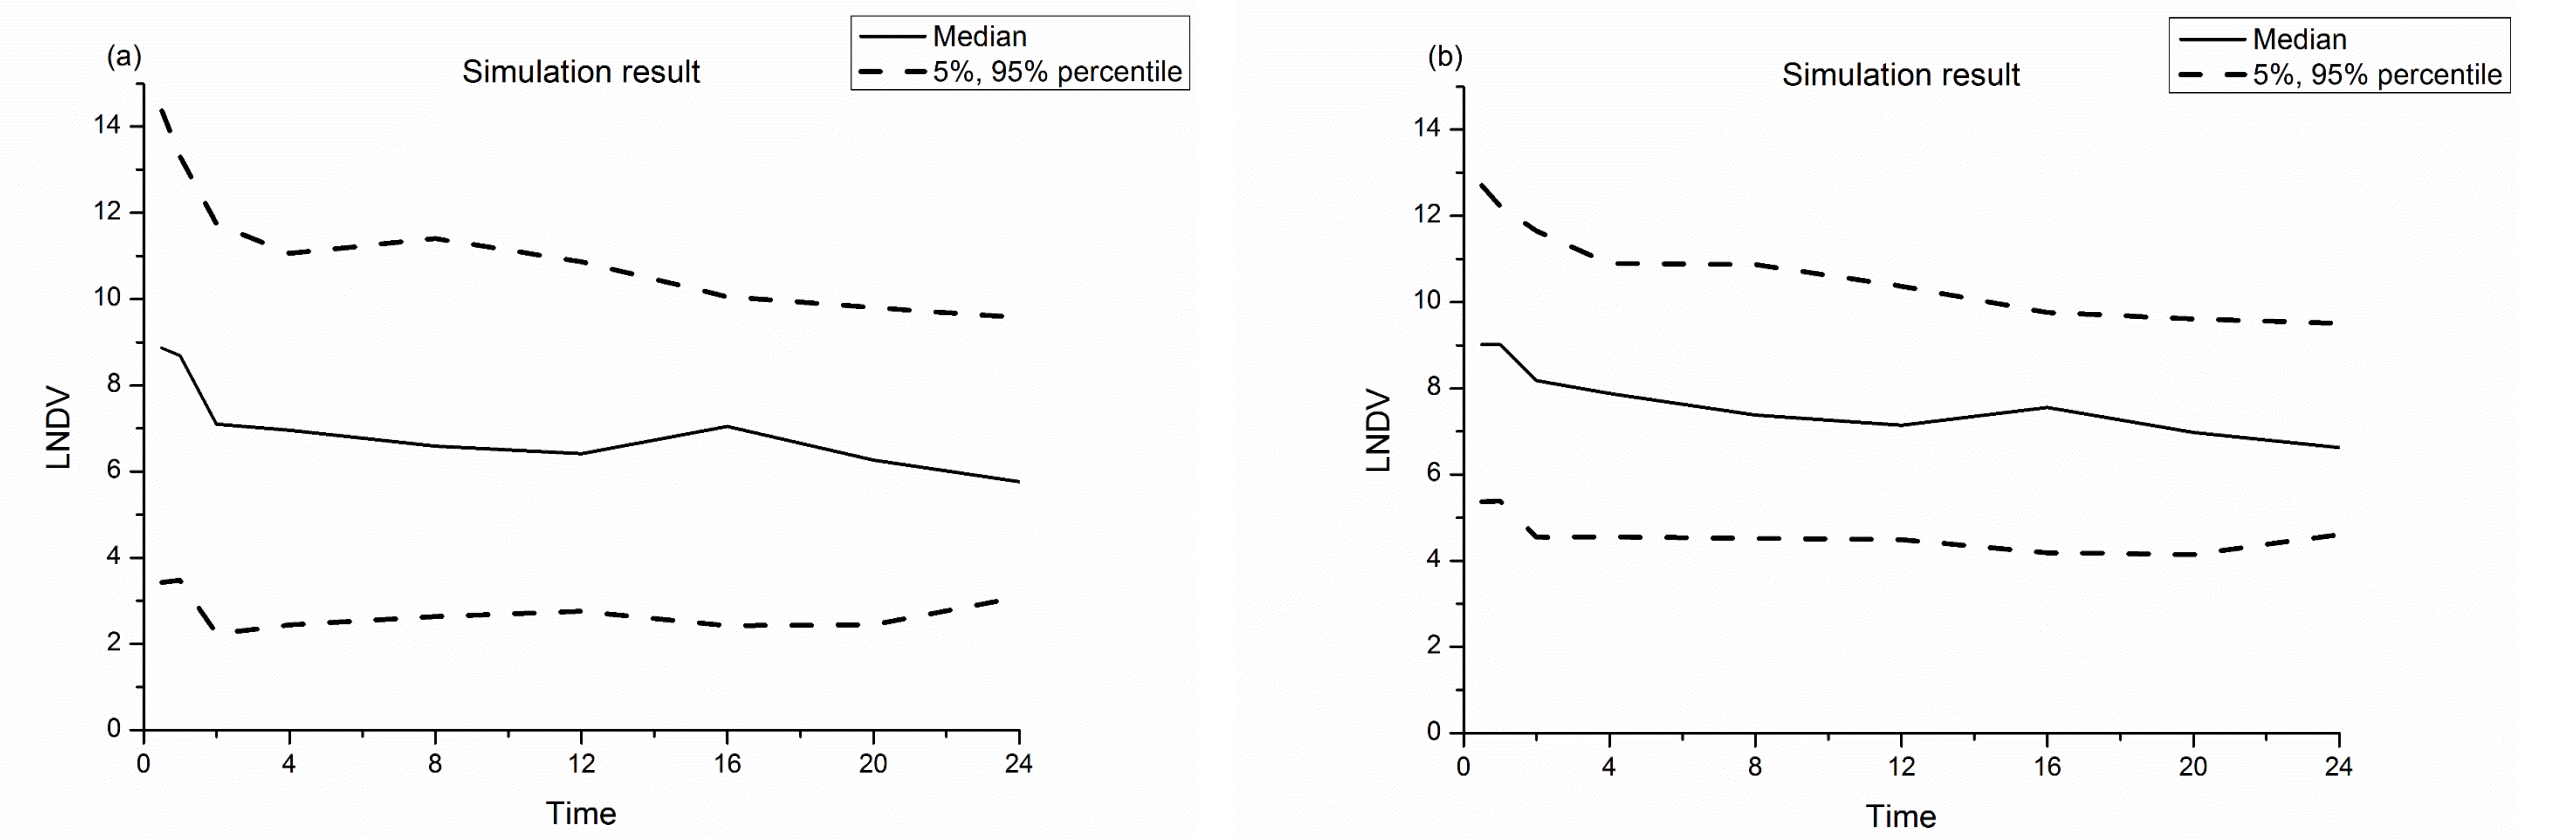 (a)
Simulation result
Median
5%, 95% percentile
14
12
10
8
6
4
2
0
LNDV
0 4 8 12 16 20 24
Time
(b)
Simulation result
Median
5%, 95% percentile
14
12
10
8
6
4
2
0
LNDV
0 4 8 12 16 20 24
Time